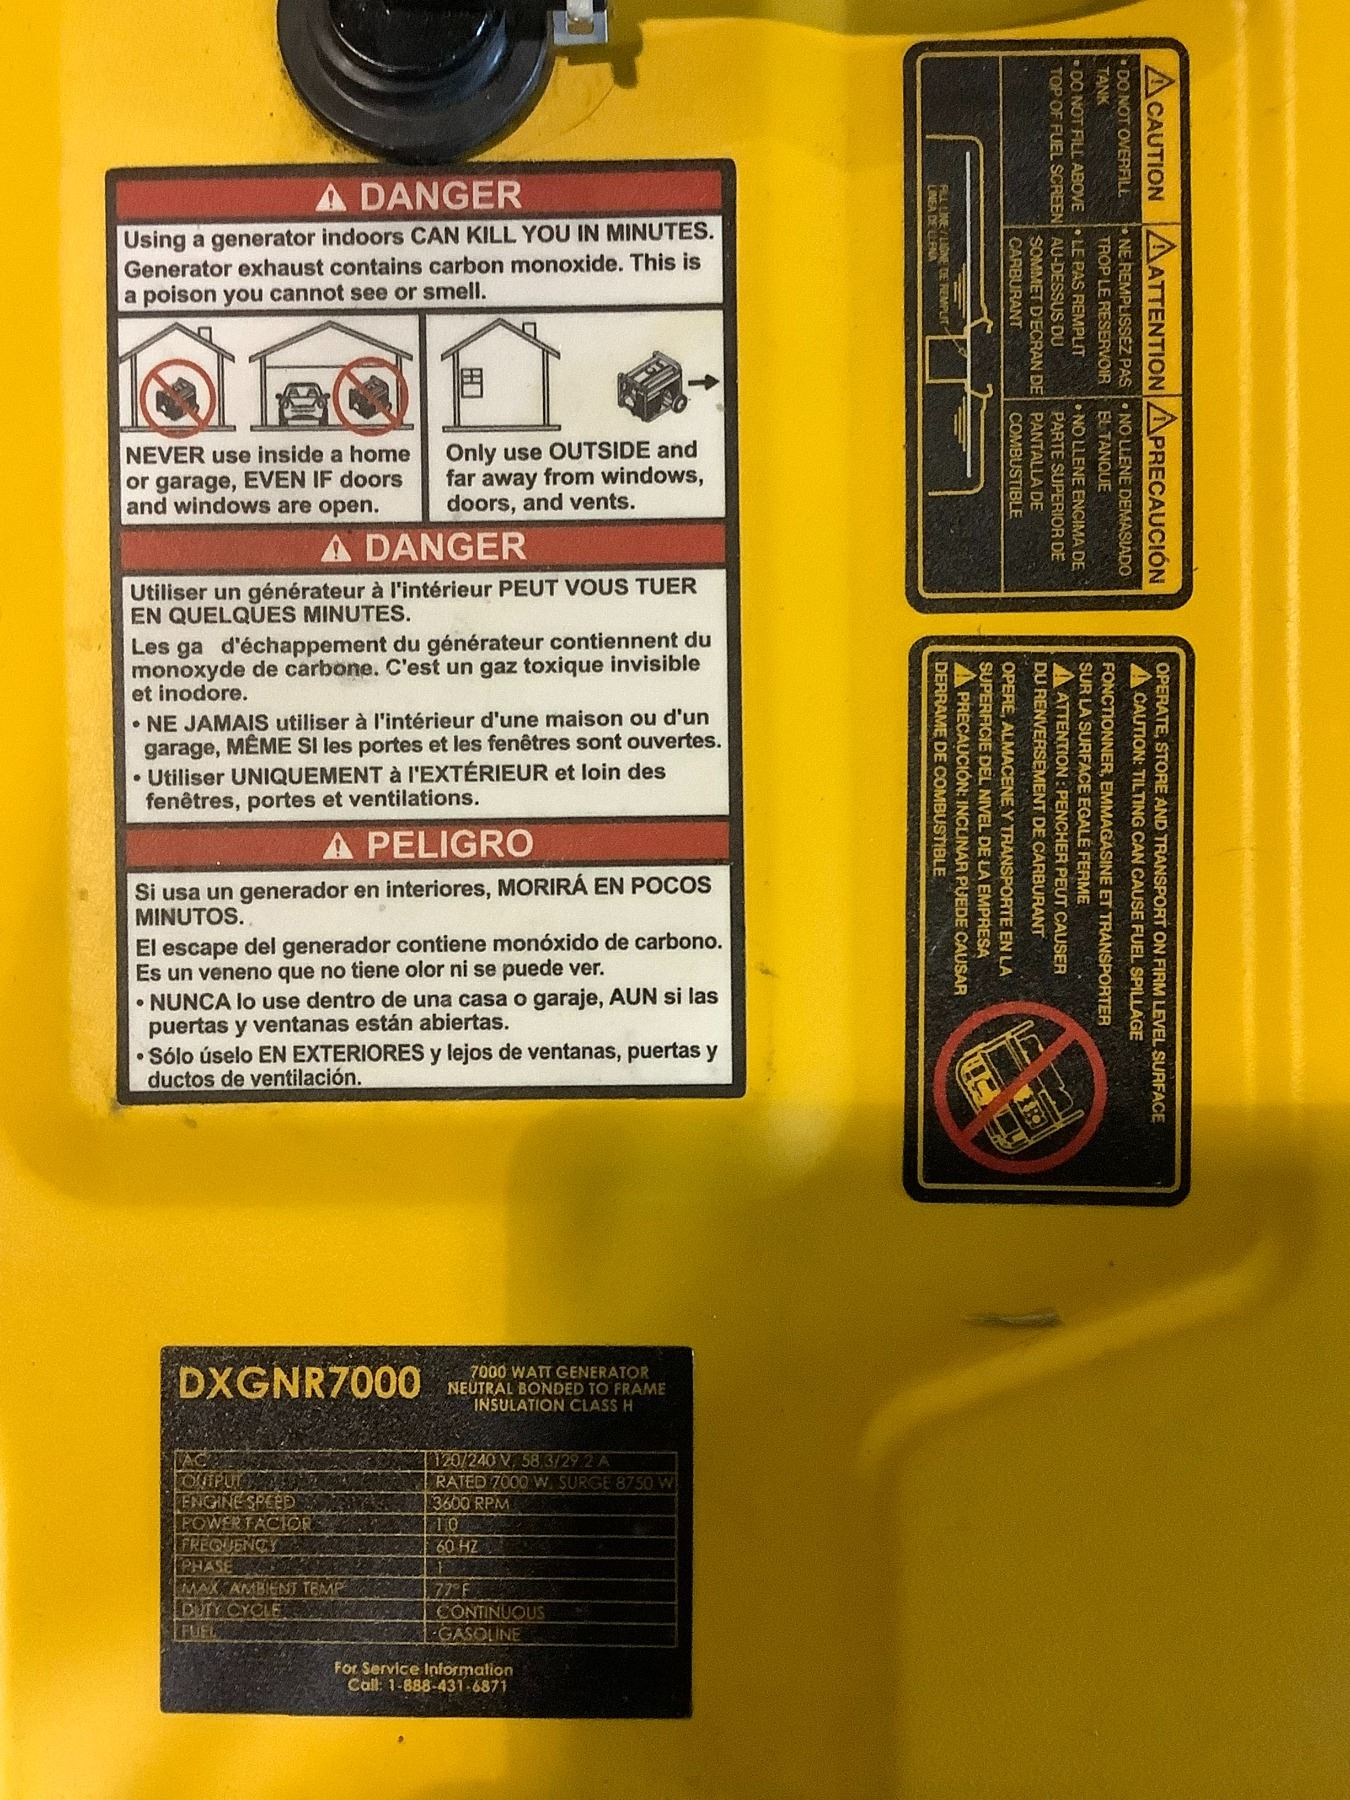 DANGER
Using a generator indoors CAN KILL YOU IN MINUTES.
Generator exhaust contains carbon monoxide. This is
a poison you cannot see or smell.
NEVER use inside a home
or garage, EVEN IF doors
and windows are open.
Only use OUTSIDE and
far away from windows,
doors, and vents.
DANGER
Utiliser un générateur à l'intérieur PEUT VOUS TUER
EN QUELQUES MINUTES.
Les ga d'échappement du générateur contiennent du
monoxyde de carbone. C'est un gaz toxique invisible
et inodore.
• NE JAMAIS utiliser à l'intérieur d'une maison ou d'un
garage, MÊME SI les portes et les fenêtres sont ouvertes.
• Utiliser UNIQUEMENT à l'EXTÉRIEUR et loin des
fenêtres, portes et ventilations.
PELIGRO
Si usa un generador en interiores, MORIRÁ EN POCOS
MINUTOS.
El escape del generador contiene monóxido de carbono.
Es un veneno que no tiene olor ni se puede ver.
• NUNCA lo use dentro de una casa o garaje, AUN si las
puertas y ventanas están abiertas.
• Sólo úselo EN EXTERIORES y lejos de ventanas, puertas y
ductos de ventilación.
CAUTION
• DO NOT OVERFILL
TANK
• DO NOT FILL ABOVE
TOP OF FUEL SCREEN
ATTENTION
• NE REMPLISSEZ PAS
TROP LE RESERVOIR
• LE PAS REMPLIT
AU-DESSUS DU
SOMMET D'ECRAN DE
CARBURANT
PRECAUCIÓN
• NO LLENE DEMASIADO
EL TANQUE
• NO LLENE ENCIMA DE
PARTE SUPERIOR DE
PANTALLA DE
COMBUSTIBLE
FILL LINE / LIGNE DE REMPLIT
LINEA DE LLENA
OPERATE, STORE AND TRANSPORT ON FIRM LEVEL SURFACE
CAUTION: TILTING CAN CAUSE FUEL SPILLAGE
FONCTIONNER, EMMAGASINE ET TRANSPORTER
SUR LA SURFACE EGALE FERME
ATTENTION : PENCHER PEUT CAUSER
DU RENVERSEMENT DE CARBURANT
OPERE, ALMACENE Y TRANSPORTE EN LA
SUPERFICIE DEL NIVEL DE LA EMPRESA
PRECAUCIÓN: INCLINAR PUEDE CAUSAR
DERRAME DE COMBUSTIBLE
DXGNR7000
7000 WATT GENERATOR
NEUTRAL BONDED TO FRAME
INSULATION CLASS H
AC 120/240 V, 58.3/29.2 A
OUTPUT RATED 7000 W, SURGE 8750 W
ENGINE SPEED 3600 RPM
POWER FACTOR 1.0
FREQUENCY 60 HZ
PHASE 1
MAX. AMBIENT TEMP 77°F
DUTY CYCLE CONTINUOUS
FUEL GASOLINE
For Service Information
Call: 1-888-431-6871